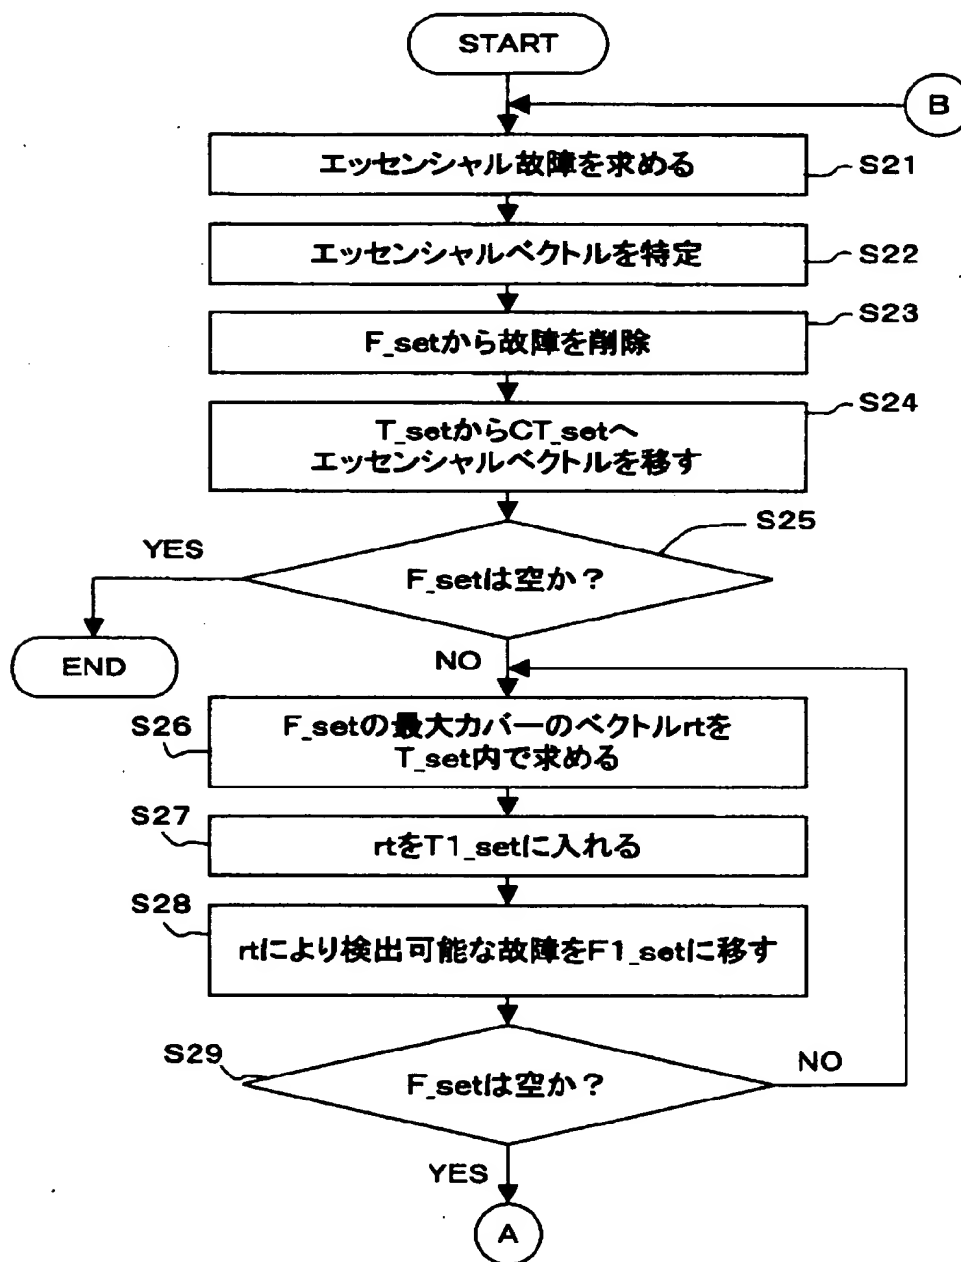 START
B
エッセンシャル故障を求める
S21
エッセンシャルベクトルを特定
S22
F_setから故障を削除
S23
T_setからCT_setへ
エッセンシャルベクトルを移す
S24
F_setは空か?
S25
YES
END
NO
F_setの最大カバーのベクトルrtを
T_set内で求める
S26
rtをT1_setに入れる
S27
rtにより検出可能な故障をF1_setに移す
S28
F_setは空か?
S29
NO
YES
A